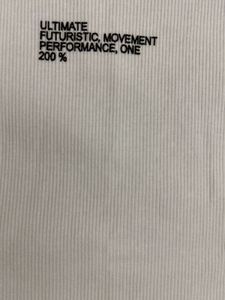 ULTIMATE
FUTURISTIC, MOVEMENT
PERFORMANCE, ONE
200 %